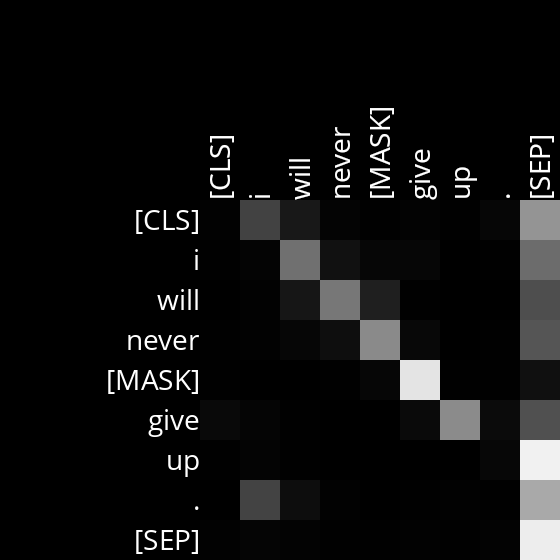 [CLS] i will never [MASK] give up . [SEP]
[CLS]
i
will
never
[MASK]
give
up
.
[SEP]